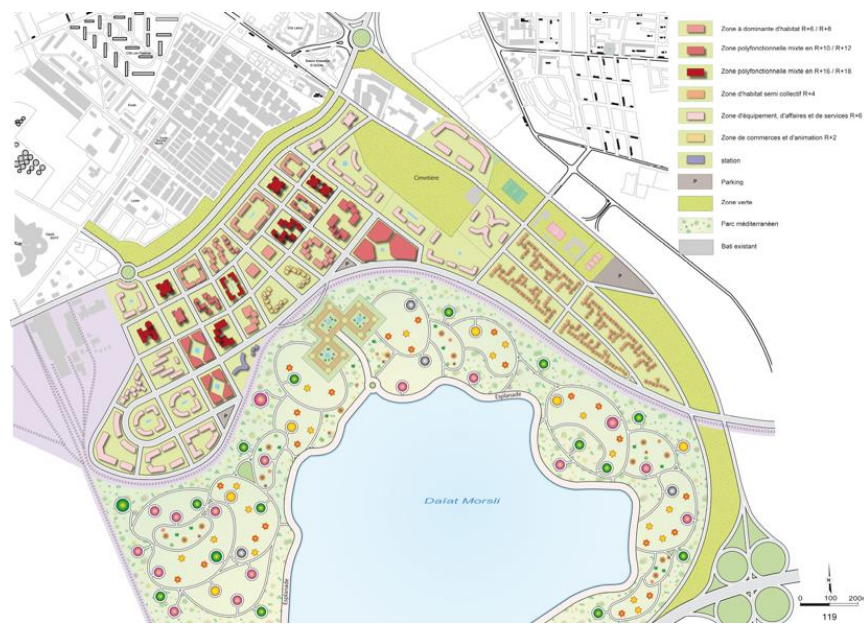 Zone à dominante d'habitat R+6 / R+8
Zone polyfonctionnelle mixte en R+10 / R+12
Zone polyfonctionnelle mixte en R+16 / R+18
Zone d'habitat semi collectif R+4
Zone d'équipement, d'affaires et de services R+6
Zone de commerces et d'animation R+2
station
P Parking
Zone verte
Parc méditerranéen
Bati existant
Cimetière
P
P
P
Esplanade
Daïat Morsli
Esplanade
N
0 100 200
119